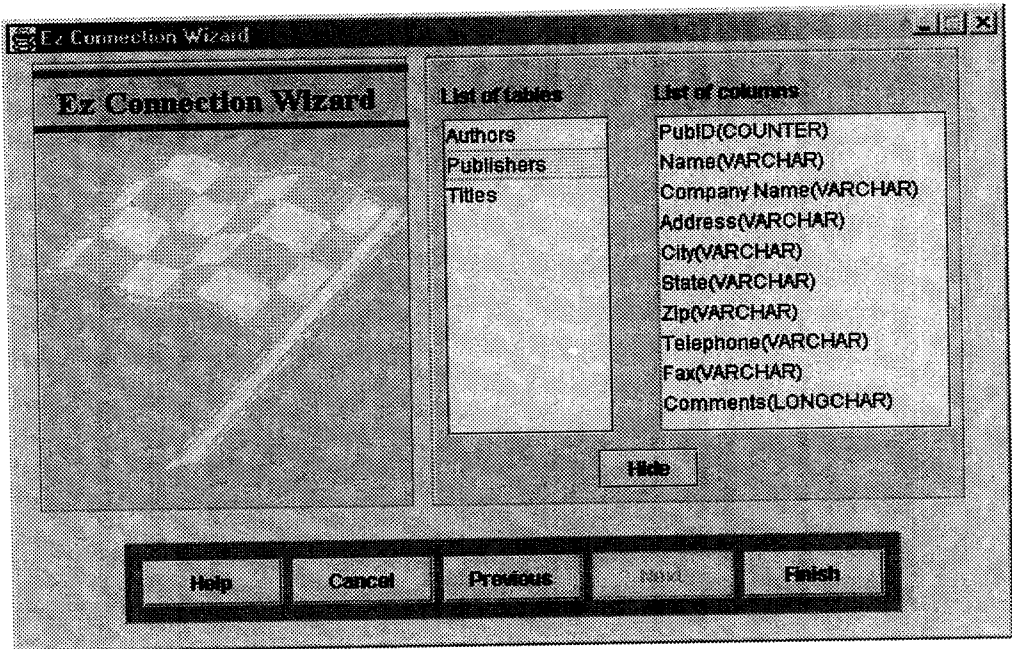 Ez Connection Wizard
Ez Connection Wizard
List of tables
Authors
Publishers
Titles
List of columns
PubID(COUNTER)
Name(VARCHAR)
Company Name(VARCHAR)
Address(VARCHAR)
City(VARCHAR)
State(VARCHAR)
Zip(VARCHAR)
Telephone(VARCHAR)
Fax(VARCHAR)
Comments(LONGCHAR)
Hide
Help Cancel Previous Next Finish